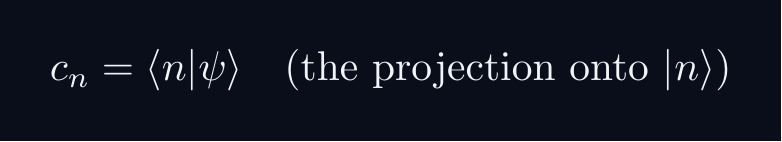 cₙ = ⟨n|ψ⟩ (the projection onto |n⟩)